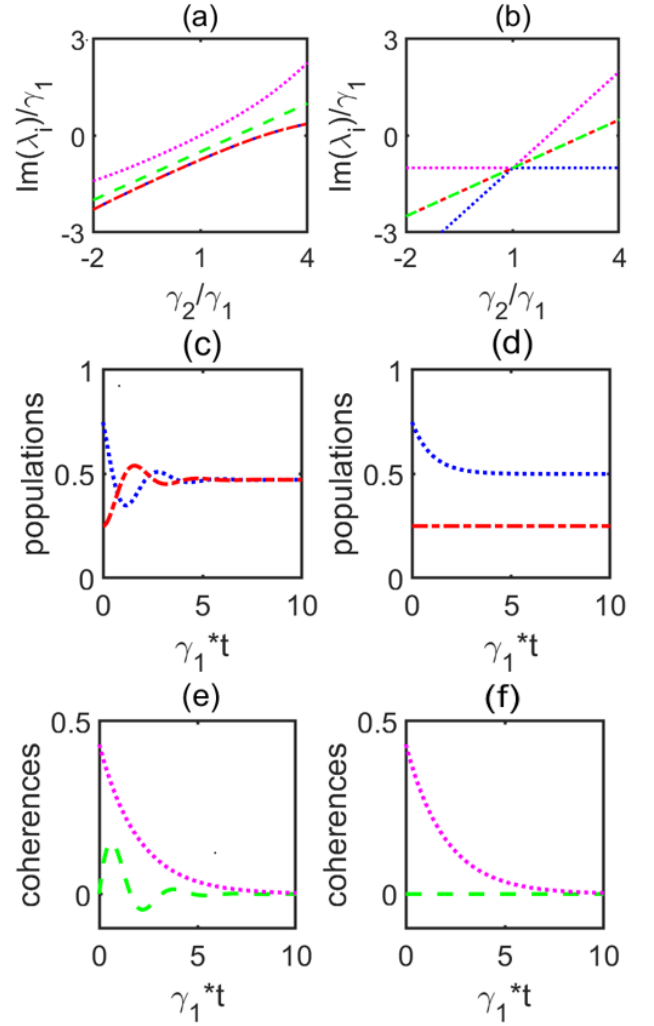 (a) (b)
3 3
Im(λᵢ)/γ₁ 0 Im(λᵢ)/γ₁ 0
-3 -3
-2 1 4 -2 1 4
γ₂/γ₁ γ₂/γ₁
(c) (d)
1 1
populations 0.5 populations 0.5
0 0
0 5 10 0 5 10
γ₁*t γ₁*t
(e) (f)
0.5 0.5
coherences coherences
0 0
0 5 10 0 5 10
γ₁*t γ₁*t